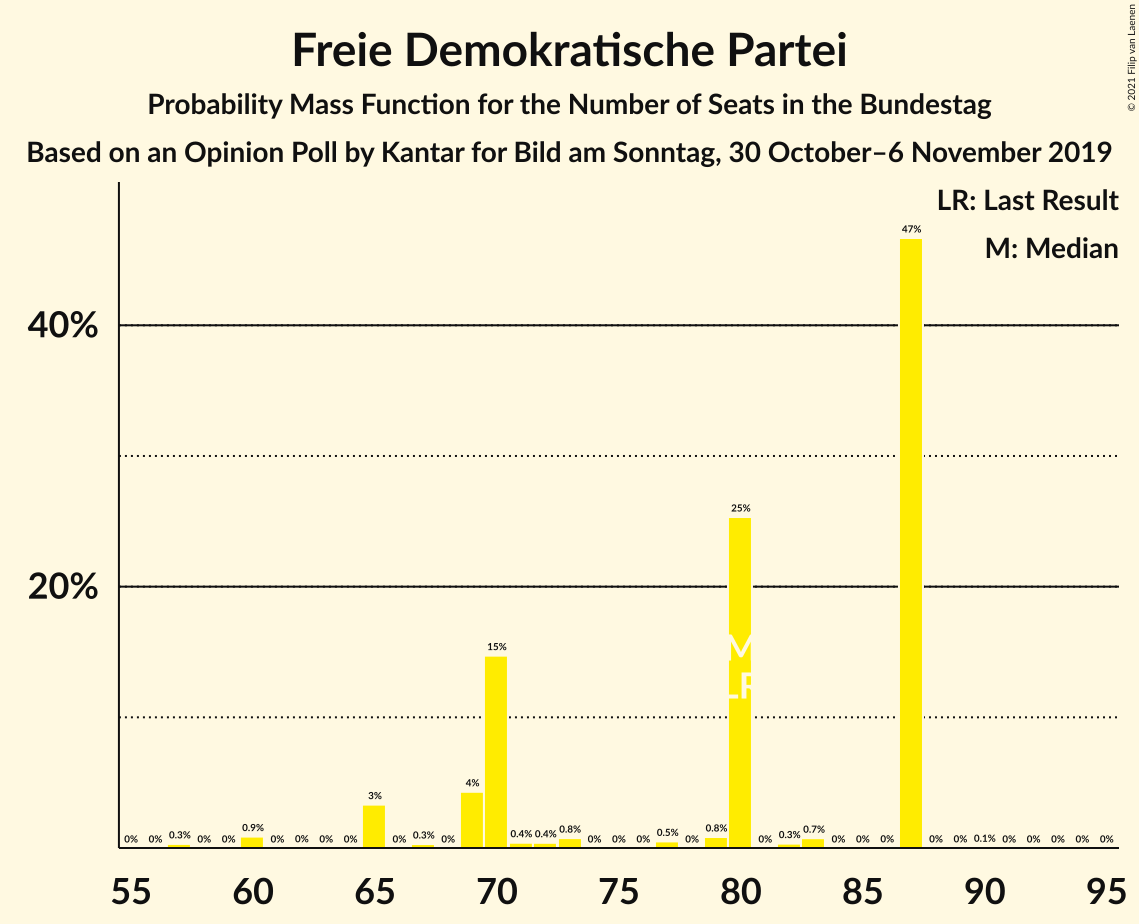 Freie Demokratische Partei
Probability Mass Function for the Number of Seats in the Bundestag
Based on an Opinion Poll by Kantar for Bild am Sonntag, 30 October–6 November 2019
© 2021 Filip van Laenen
LR: Last Result
M: Median
47%
40%
25%
20%
M
LR
15%
4%
3%
0% 0% 0.3% 0% 0% 0.9% 0% 0% 0% 0% 0% 0.3% 0% 0.4% 0.4% 0.8% 0% 0% 0% 0.5% 0% 0.8% 0% 0.3% 0.7% 0% 0% 0% 0% 0% 0.1% 0% 0% 0% 0% 0%
55 60 65 70 75 80 85 90 95